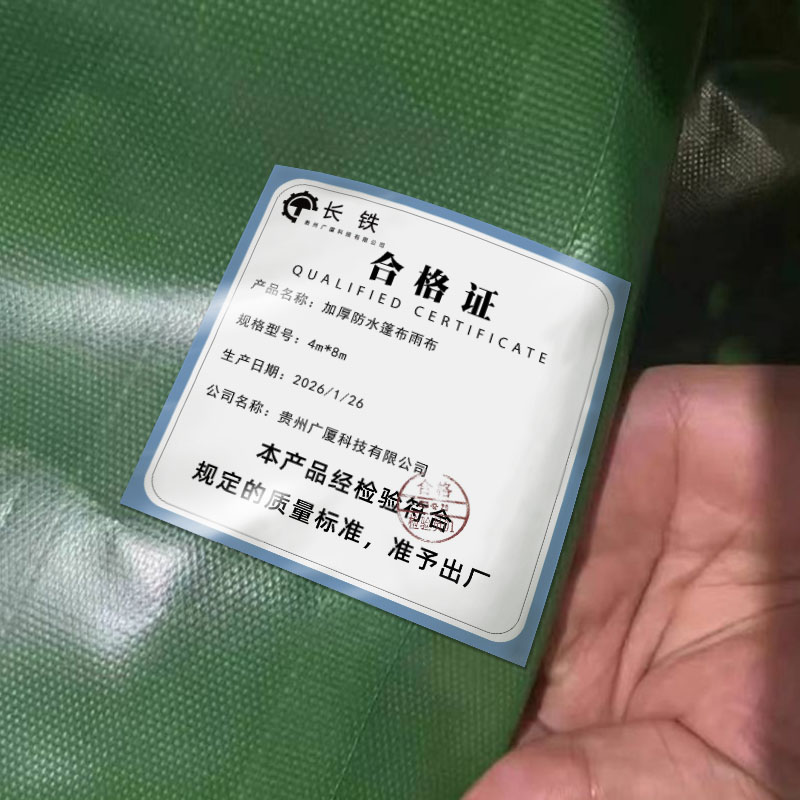 长 铁
贵州广厦科技有限公司
合格证
QUALIFIED CERTIFICATE
产品名称：加厚防水篷布雨布
规格型号：4m*8m
生产日期：2026/1/26
公司名称：贵州广厦科技有限公司
本产品经检验符合
规定的质量标准，准予出厂
合格